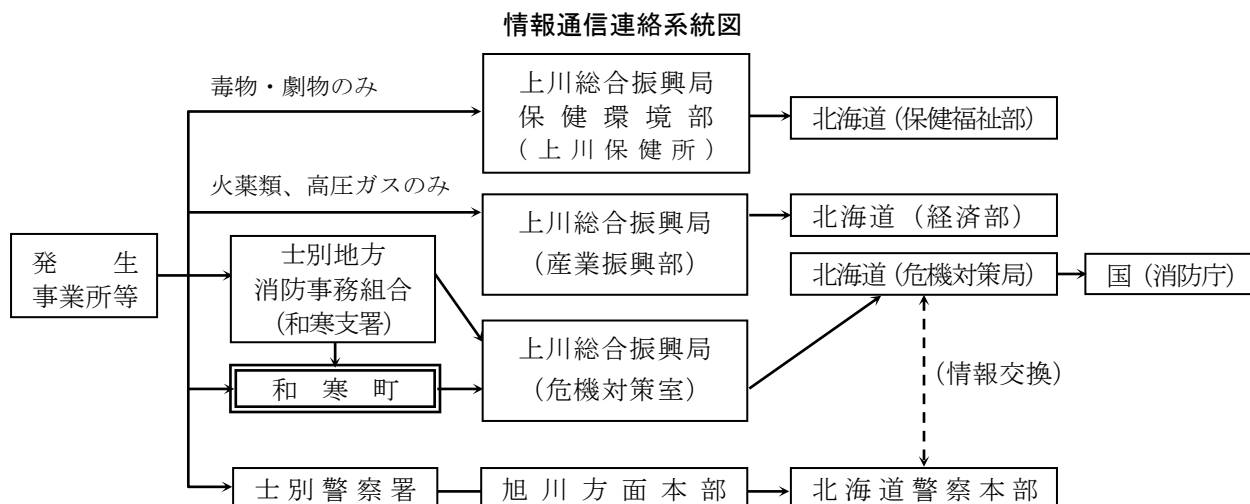 情報通信連絡系統図
毒物・劇物のみ
上川総合振興局
保健環境部
(上川保健所)
北海道(保健福祉部)
火薬類、高圧ガスのみ
上川総合振興局
(産業振興部)
北海道(経済部)
発生
事業所等
士別地方
消防事務組合
(和寒支署)
北海道(危機対策局)
国(消防庁)
上川総合振興局
(危機対策室)
和寒町
(情報交換)
士別警察署
旭川方面本部
北海道警察本部